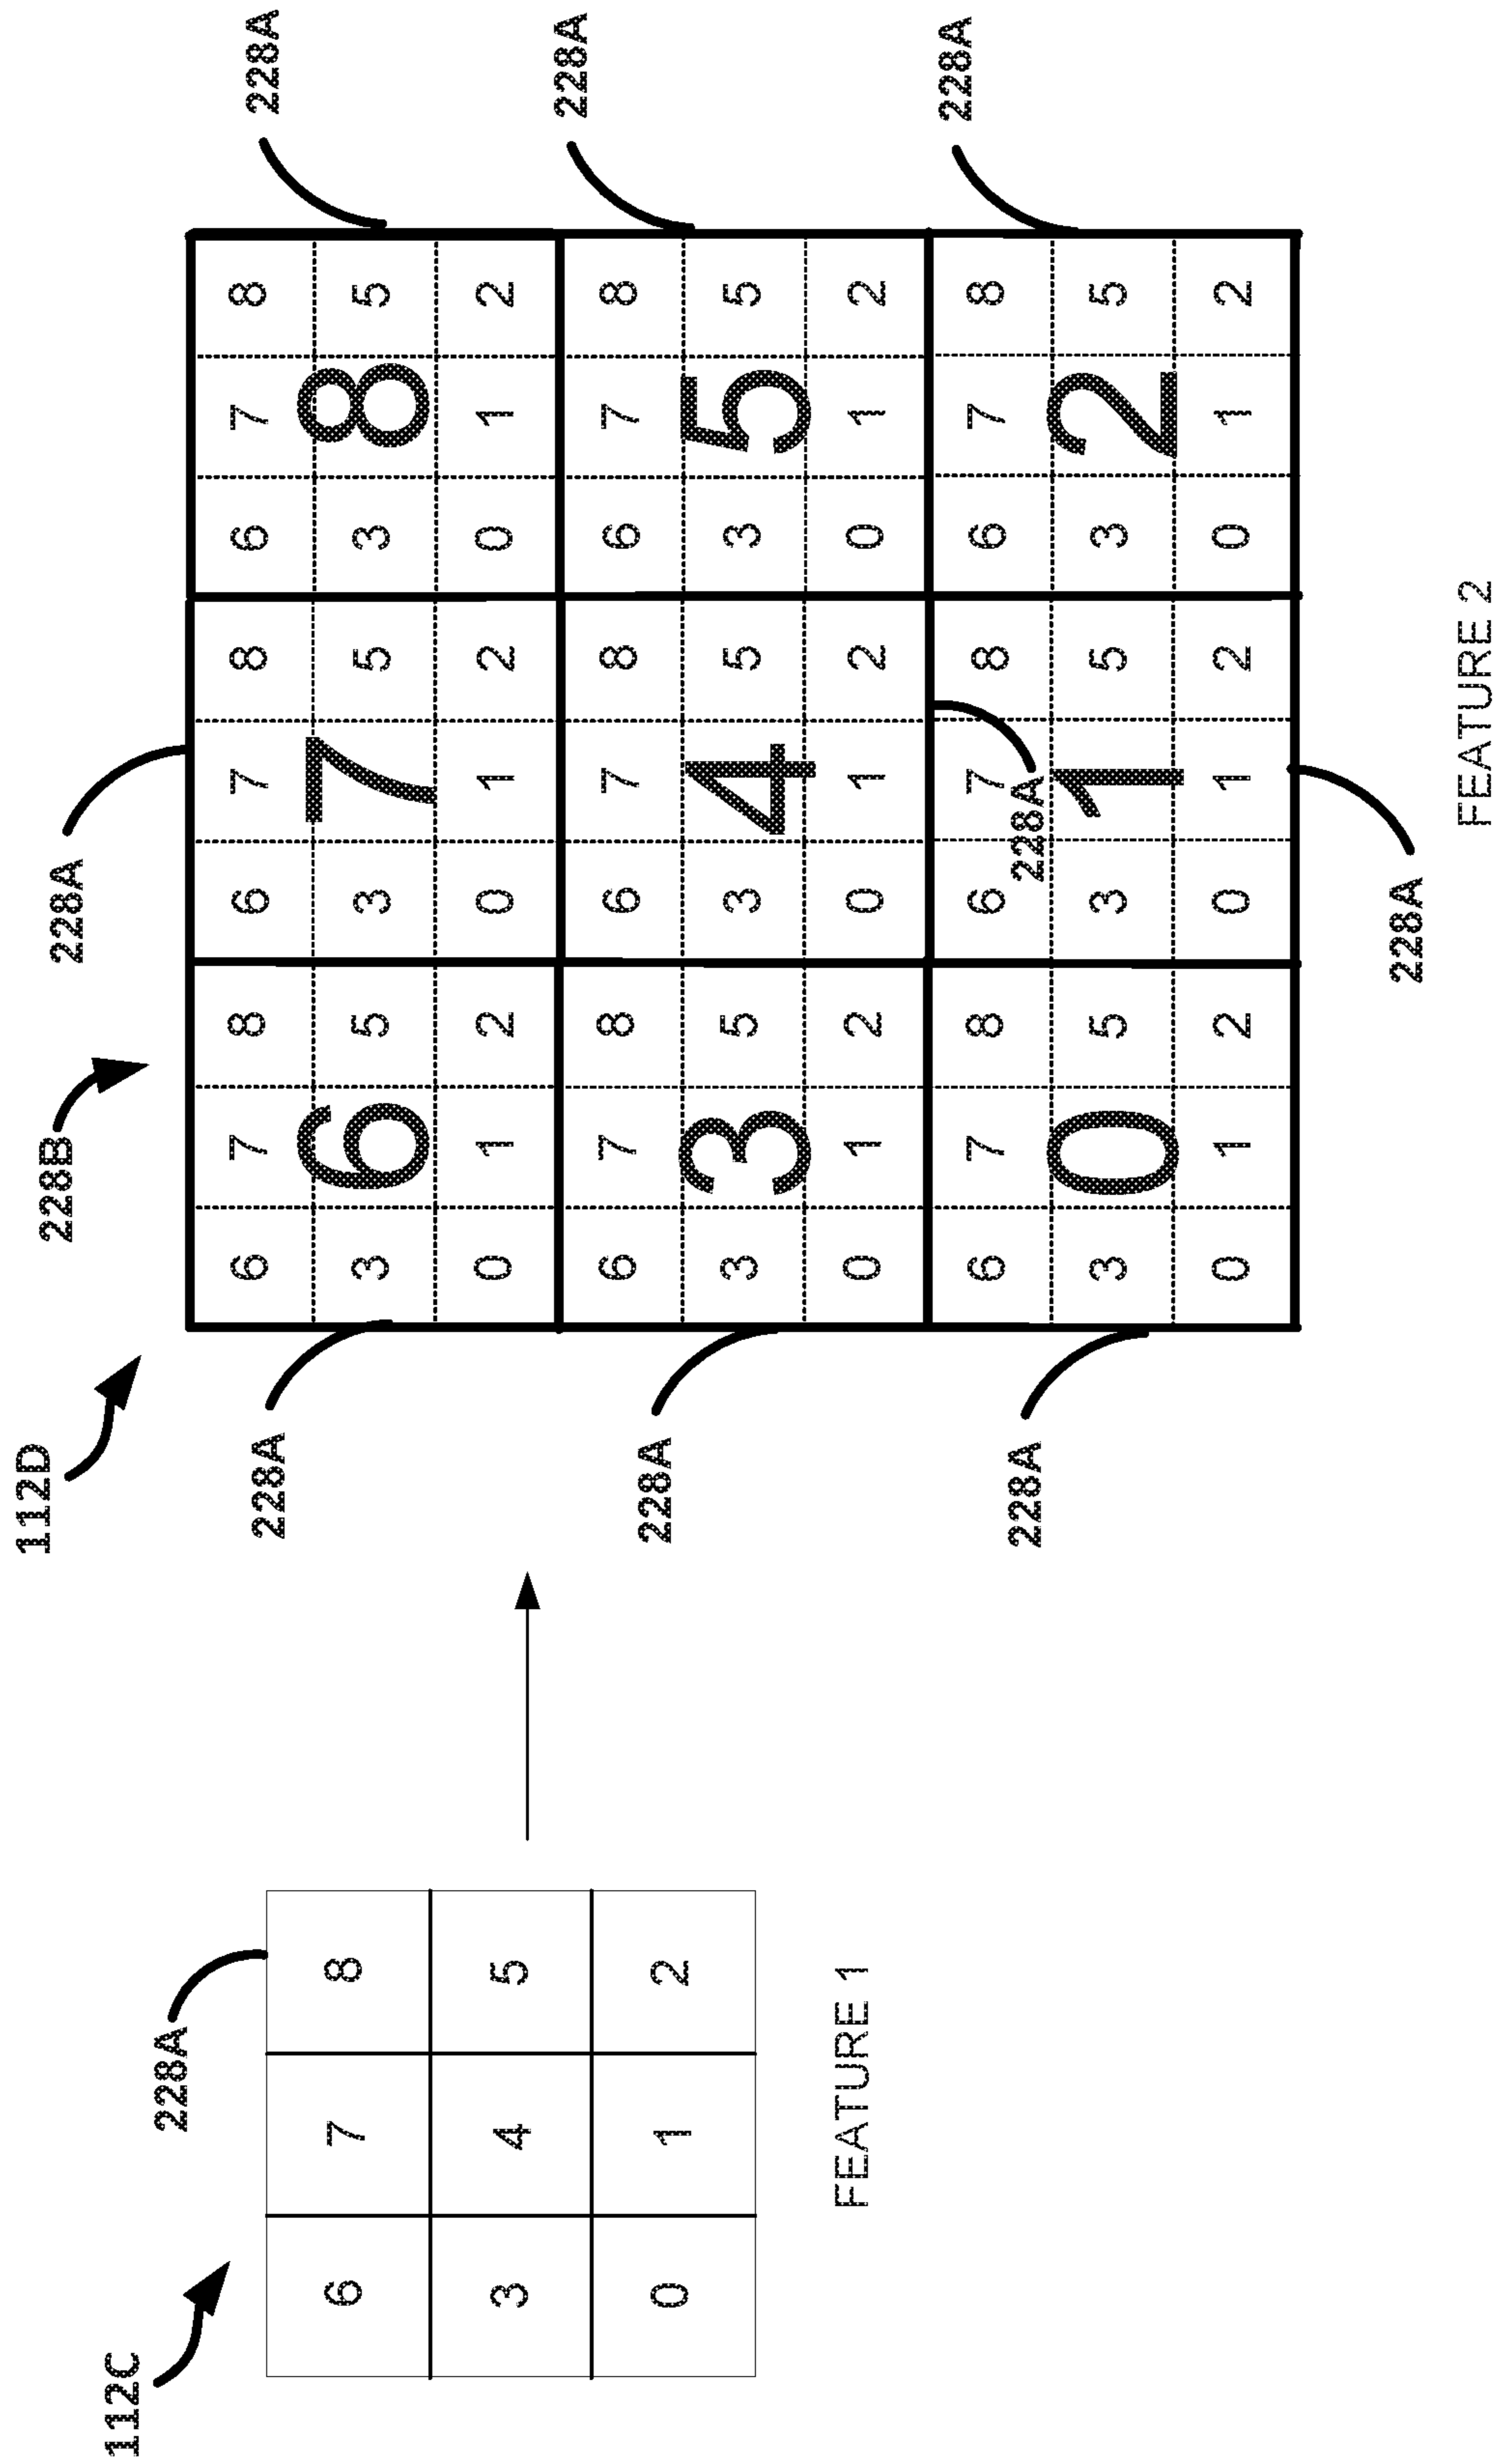 112C
228A
6 7 8
3 4 5
0 1 2
FEATURE 1
112D
228B
228A
228A
6 7 8 6 7 8 6 7 8
6 7 8
3 5 3 5 3 5
0 1 2 0 1 2 0 1 2
228A
228A
6 7 8 6 7 8 6 7 8
3 4 5
3 5 3 5 3 5
0 1 2 0 1 2 0 1 2
228A
228A
6 7 8 6 7 8 6 7 8
228A
0 1 2
3 5 3 5 3 5
0 1 2 0 1 2 0 1 2
228A
228A
FEATURE 2